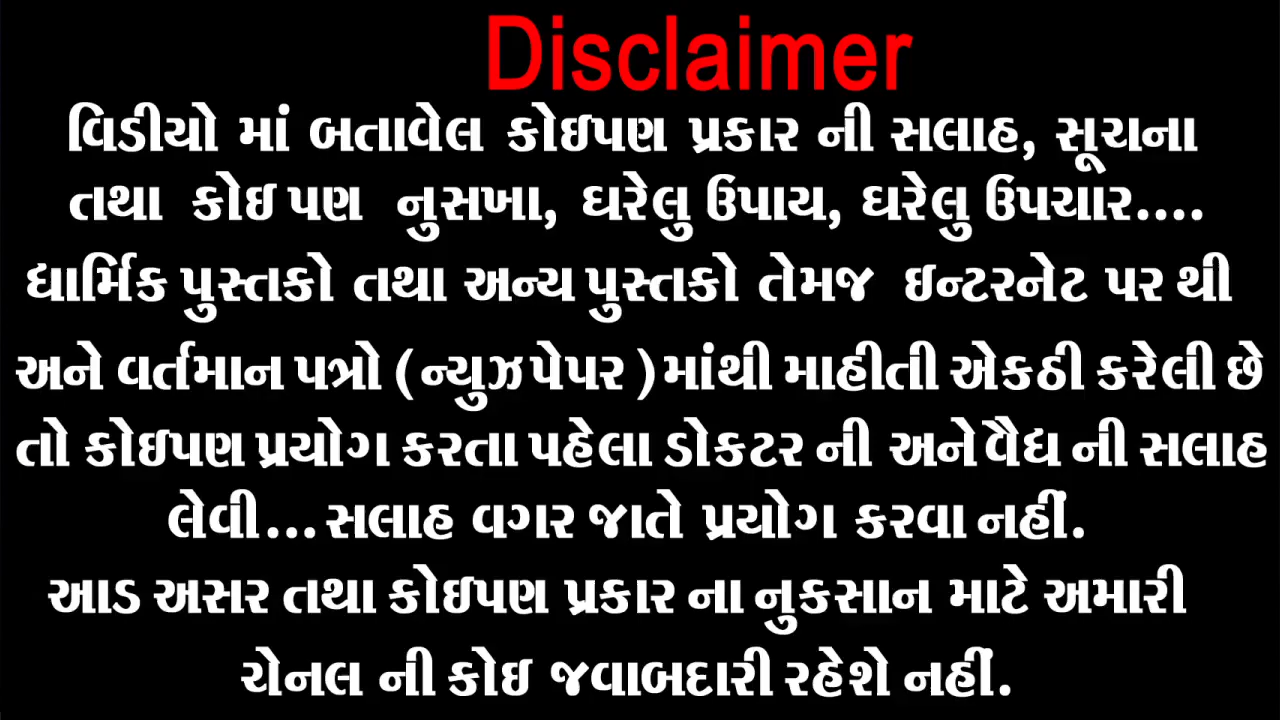 Disclaimer
વિડીયો માં બતાવેલ કોઇપણ પ્રકાર ની સલાહ, સૂચના
તથા કોઇ પણ નુસખા, ઘરેલુ ઉપાય, ઘરેલુ ઉપચાર....
ધાર્મિક પુસ્તકો તથા અન્ય પુસ્તકો તેમજ ઇન્ટરનેટ પર થી
અને વર્તમાન પત્રો ( ન્યુઝપેપર ) માંથી માહીતી એકઠી કરેલી છે
તો કોઇપણ પ્રયોગ કરતા પહેલા ડોકટર ની અને વૈદ્ય ની સલાહ
લેવી... સલાહ વગર જાતે પ્રયોગ કરવા નહીં.
આડ અસર તથા કોઇપણ પ્રકાર ના નુકસાન માટે અમારી
ચેનલ ની કોઇ જવાબદારી રહેશે નહીં.